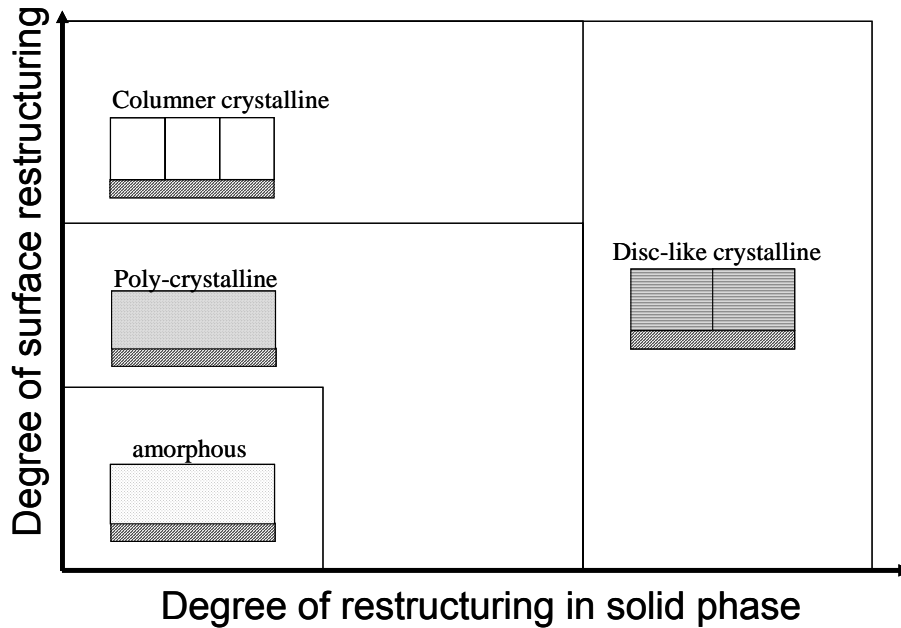 Degree of surface restructuring
Columner crystalline
Disc-like crystalline
Poly-crystalline
amorphous
Degree of restructuring in solid phase